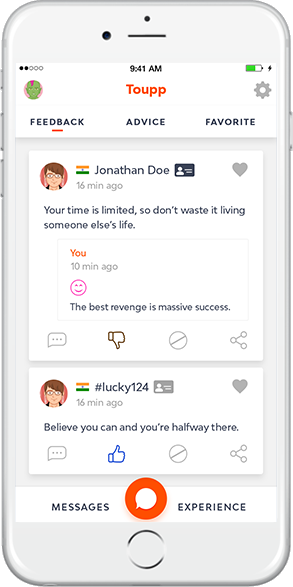 9:41 AM
Toupp
FEEDBACK ADVICE FAVORITE
Jonathan Doe
16 min ago
Your time is limited, so don't waste it living
someone else's life.
You
10 min ago
The best revenge is massive success.
#lucky124
16 min ago
Believe you can and you're halfway there.
MESSAGES EXPERIENCE